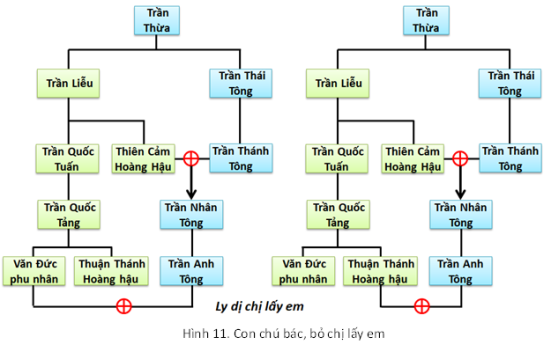 Trần
Thừa
Trần Liễu
Trần Thái
Tông
Trần Quốc
Tuấn
Thiên Cảm
Hoàng Hậu
Trần Thánh
Tông
Trần Quốc
Tảng
Trần Nhân
Tông
Văn Đức
phu nhân
Thuận Thánh
Hoàng hậu
Trần Anh
Tông
Trần
Thừa
Trần Liễu
Trần Thái
Tông
Trần Quốc
Tuấn
Thiên Cảm
Hoàng Hậu
Trần Thánh
Tông
Trần Quốc
Tảng
Trần Nhân
Tông
Văn Đức
phu nhân
Thuận Thánh
Hoàng hậu
Trần Anh
Tông
Ly dị chị lấy em
Hình 11. Con chú bác, bỏ chị lấy em